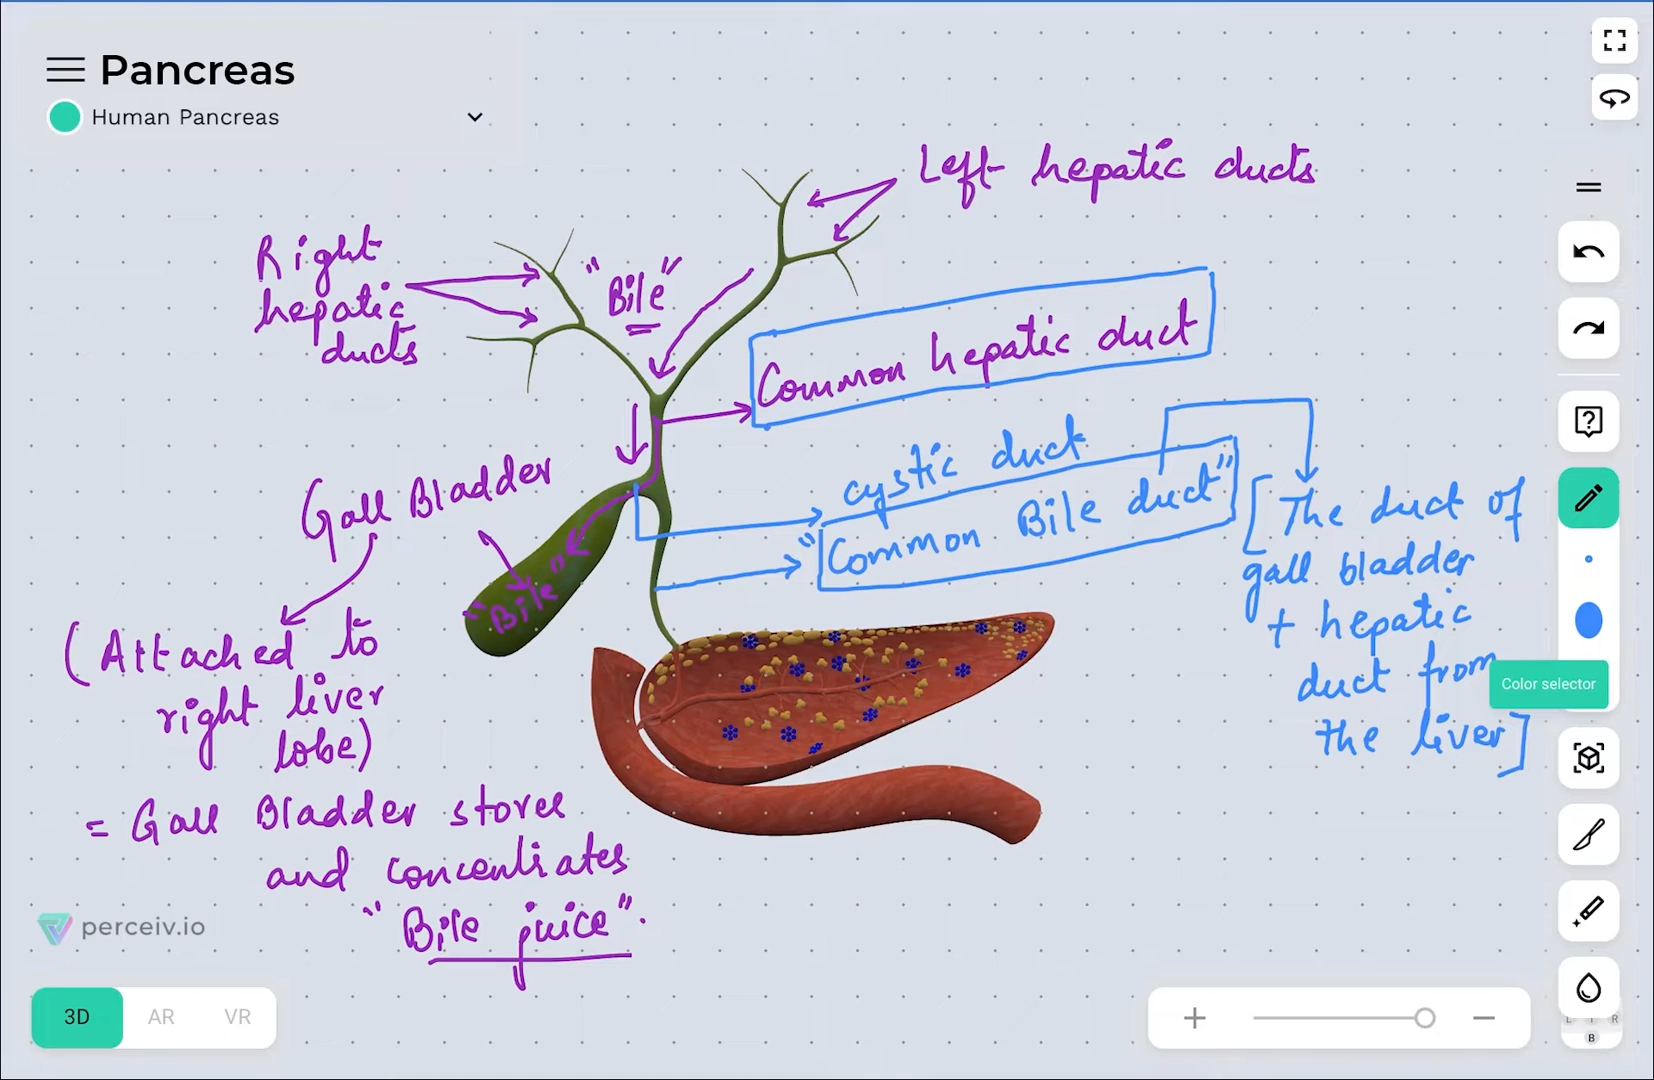 Pancreas
Human Pancreas
Left hepatic ducts
Right
hepatic
ducts
"Bile"
Common hepatic duct
cystic duct
"Common Bile duct"
Gall Bladder
"Bile"
[The duct of
gall bladder
+ hepatic
duct from
the liver]
Color selector
(Attached to
right liver
lobe)
= Gall Bladder stores
and concentrates
"Bile juice".
perceiv.io
3D AR VR
L T R
B